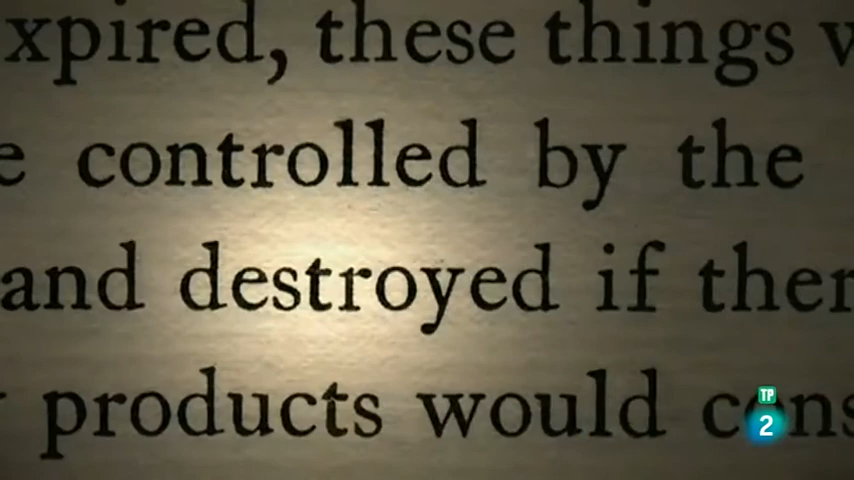 xpired, these things w
e controlled by the
and destroyed if ther
products would cons
TP
2